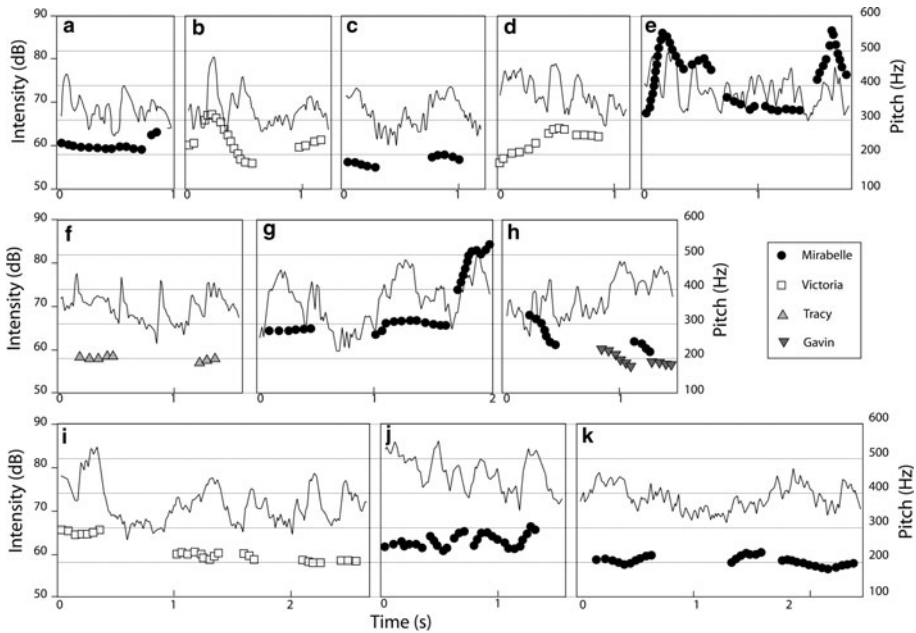 a b c d e
90 80 70 60 50
Intensity (dB)
600 500 400 300 200 100
Pitch (Hz)
0 1 0 1 0 1 0 1 0 1
f g h
90 80 70 60 50
Intensity (dB)
600 500 400 300 200 100
Pitch (Hz)
0 1 0 1 2 0 1
Mirabelle
Victoria
Tracy
Gavin
i j k
90 80 70 60 50
Intensity (dB)
600 500 400 300 200 100
Pitch (Hz)
0 1 2 0 1 0 1 2
Time (s)